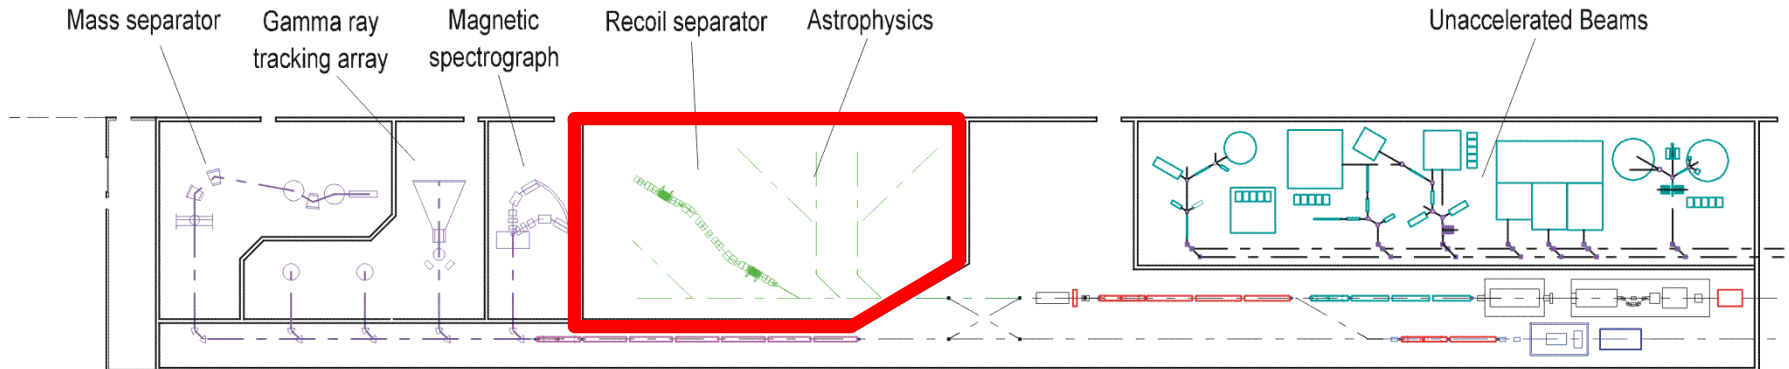 Mass separator
Gamma ray
tracking array
Magnetic
spectrograph
Recoil separator
Astrophysics
Unaccelerated Beams